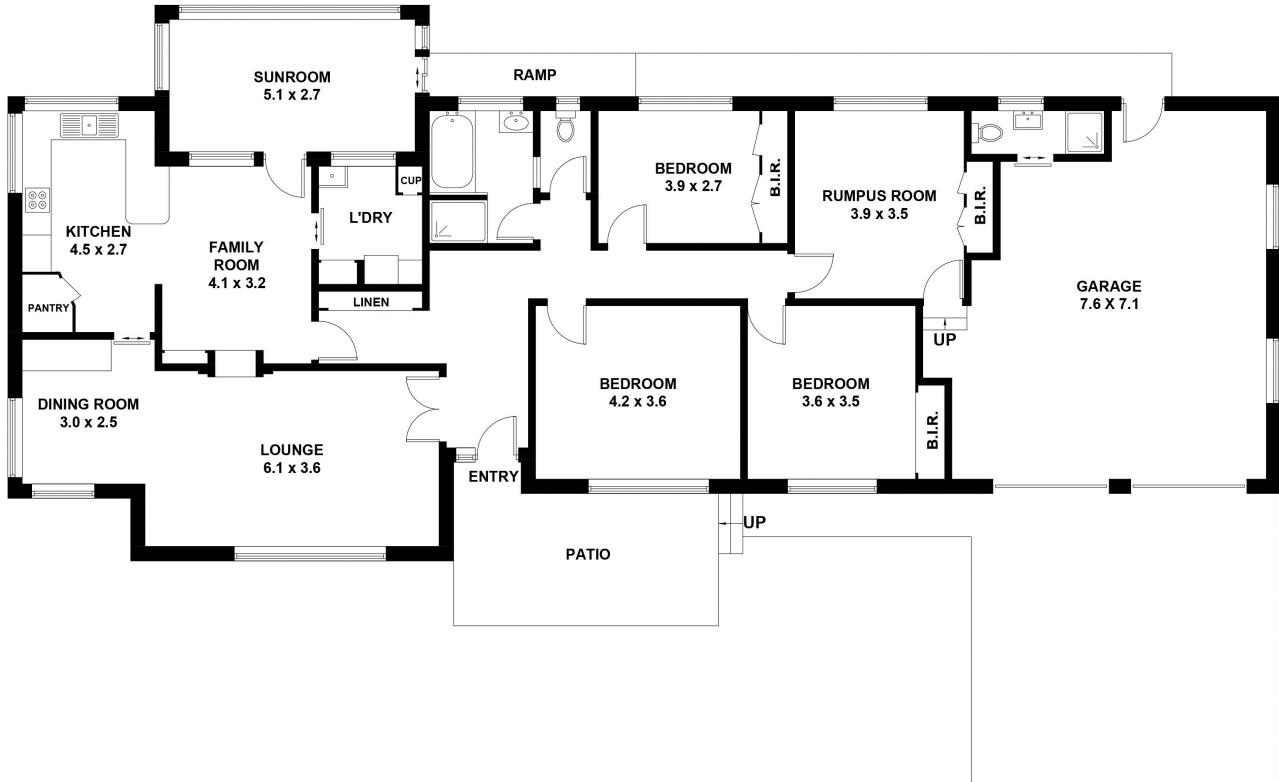 SUNROOM
5.1 x 2.7
RAMP
CUP
L'DRY
BEDROOM
3.9 x 2.7
B.I.R.
RUMPUS ROOM
3.9 x 3.5
B.I.R.
KITCHEN
4.5 x 2.7
FAMILY
ROOM
4.1 x 3.2
PANTRY
LINEN
GARAGE
7.6 X 7.1
UP
DINING ROOM
3.0 x 2.5
LOUNGE
6.1 x 3.6
ENTRY
BEDROOM
4.2 x 3.6
BEDROOM
3.6 x 3.5
B.I.R.
UP
PATIO